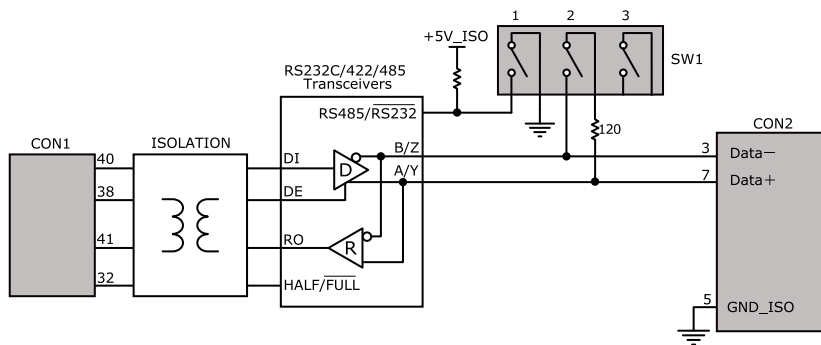 1 2 3
+5V_ISO
SW1
RS232C/422/485
Transceivers
RS485/RS232
120
CON1
ISOLATION
CON2
40
DI
B/Z
3
Data−
D
A/Y
7
Data+
38
DE
41
RO
R
32
HALF/FULL
5
GND_ISO